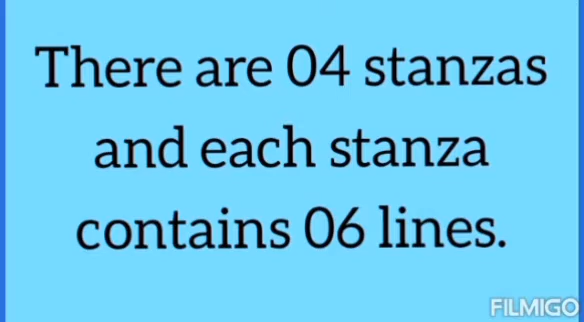 There are 04 stanzas
and each stanza
contains 06 lines.
FILMIGO